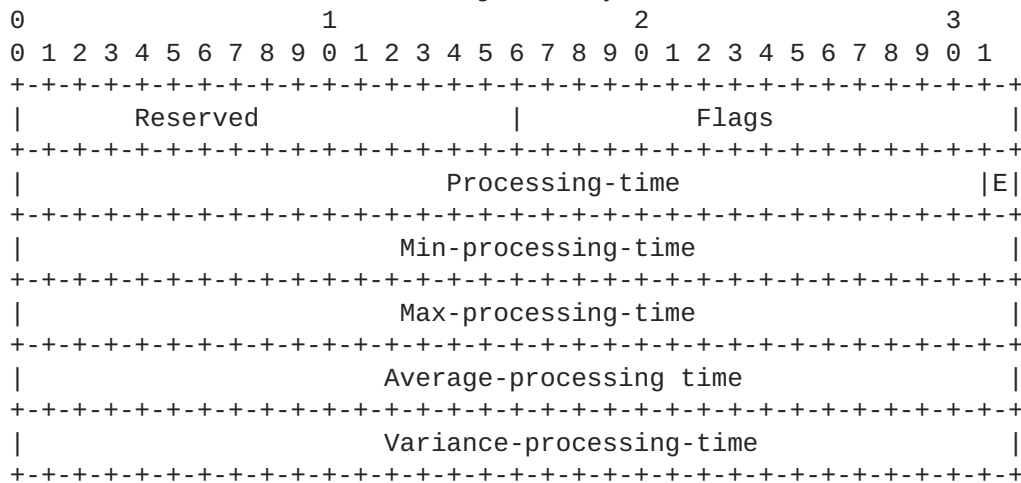 0                   1                   2                   3
0 1 2 3 4 5 6 7 8 9 0 1 2 3 4 5 6 7 8 9 0 1 2 3 4 5 6 7 8 9 0 1
+-+-+-+-+-+-+-+-+-+-+-+-+-+-+-+-+-+-+-+-+-+-+-+-+-+-+-+-+-+-+-+-+
|       Reserved                |           Flags               |
+-+-+-+-+-+-+-+-+-+-+-+-+-+-+-+-+-+-+-+-+-+-+-+-+-+-+-+-+-+-+-+-+
|                           Processing-time                   |E|
+-+-+-+-+-+-+-+-+-+-+-+-+-+-+-+-+-+-+-+-+-+-+-+-+-+-+-+-+-+-+-+-+
|                        Min-processing-time                    |
+-+-+-+-+-+-+-+-+-+-+-+-+-+-+-+-+-+-+-+-+-+-+-+-+-+-+-+-+-+-+-+-+
|                        Max-processing-time                    |
+-+-+-+-+-+-+-+-+-+-+-+-+-+-+-+-+-+-+-+-+-+-+-+-+-+-+-+-+-+-+-+-+
|                       Average-processing time                 |
+-+-+-+-+-+-+-+-+-+-+-+-+-+-+-+-+-+-+-+-+-+-+-+-+-+-+-+-+-+-+-+-+
|                       Variance-processing-time                |
+-+-+-+-+-+-+-+-+-+-+-+-+-+-+-+-+-+-+-+-+-+-+-+-+-+-+-+-+-+-+-+-+